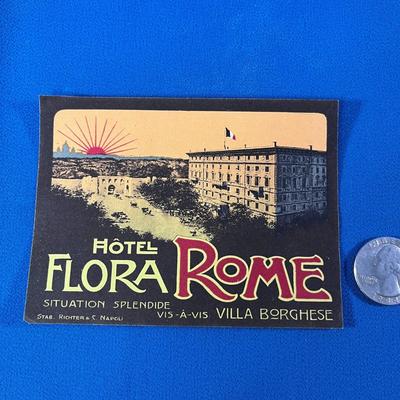 HÔTEL
FLORA ROME
SITUATION SPLENDIDE
VIS-À-VIS VILLA BORGHESE
STAB. RICHTER & C. NAPOLI